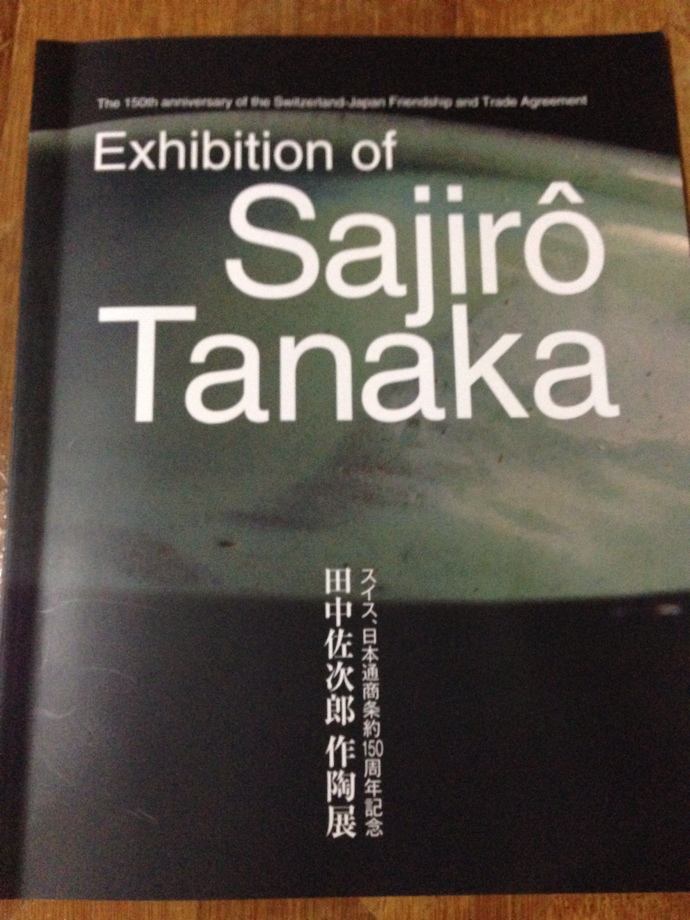 The 150th anniversary of the Switzerland-Japan Friendship and Trade Agreement
Exhibition of
Sajirô
Tanaka
スイス、日本通商条約150周年記念
田中佐次郎 作陶展